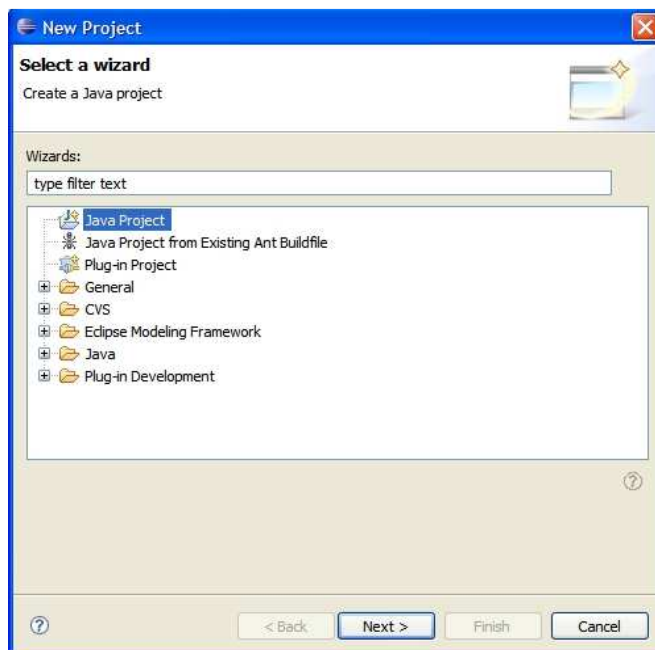 New Project
Select a wizard
Create a Java project
Wizards:
type filter text
Java Project
Java Project from Existing Ant Buildfile
Plug-in Project
General
CVS
Eclipse Modeling Framework
Java
Plug-in Development
< Back Next > Finish Cancel